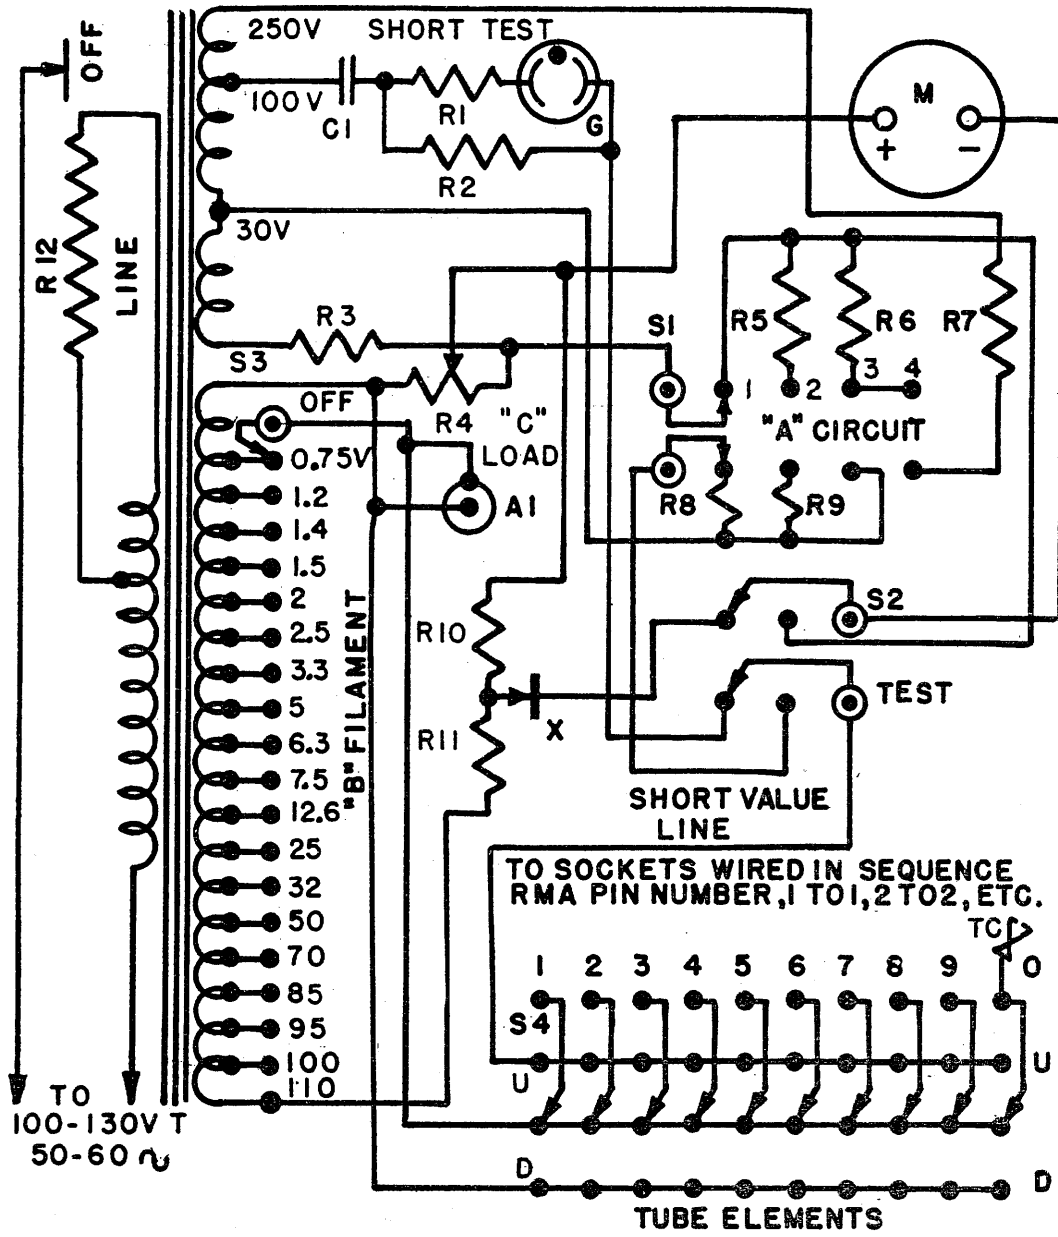 OFF
250V
SHORT TEST
100V
C1
R1
G
R2
M
+
−
30V
R12
LINE
R3
S3
S1
R5
R6
R7
OFF
R4
"C"
LOAD
1
2
3
4
"A" CIRCUIT
0.75V
1.2
1.4
1.5
2
2.5
3.3
5
6.3
7.5
12.6
25
32
50
70
85
95
100
110
"B" FILAMENT
A1
R8
R9
R10
S2
R11
X
TEST
SHORT VALUE
LINE
TO SOCKETS WIRED IN SEQUENCE
RMA PIN NUMBER, 1 TO 1, 2 TO 2, ETC.
TC
1 2 3 4 5 6 7 8 9 0
S4
U
U
D
D
TUBE ELEMENTS
TO
100-130V T
50-60 ~